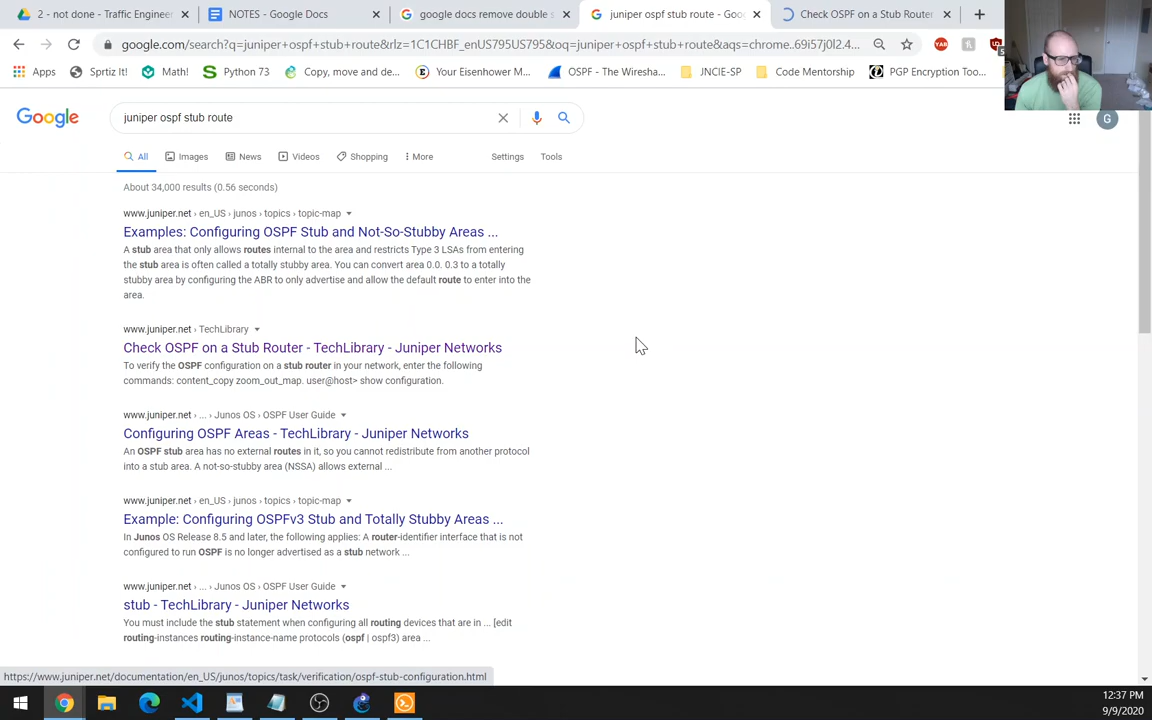 2 - not done - Traffic Engineer
NOTES - Google Docs
google docs remove double s
juniper ospf stub route - Goo
Check OSPF on a Stub Router
google.com/search?q=juniper+ospf+stub+route&rlz=1C1CHBF_enUS795US795&oq=juniper+ospf+stub+route&aqs=chrome..69i57j0l2.4...
Apps
Sprtiz It!
Math!
Python 73
Copy, move and de...
Your Eisenhower M...
OSPF - The Wiresha...
JNCIE-SP
Code Mentorship
PGP Encryption Too...
Google
juniper ospf stub route
G
All
Images
News
Videos
Shopping
More
Settings
Tools
About 34,000 results (0.56 seconds)
www.juniper.net › en_US › junos › topics › topic-map
Examples: Configuring OSPF Stub and Not-So-Stubby Areas ...
A stub area that only allows routes internal to the area and restricts Type 3 LSAs from entering
the stub area is often called a totally stubby area. You can convert area 0.0. 0.3 to a totally
stubby area by configuring the ABR to only advertise and allow the default route to enter into the
area.
www.juniper.net › TechLibrary
Check OSPF on a Stub Router - TechLibrary - Juniper Networks
To verify the OSPF configuration on a stub router in your network, enter the following
commands: content_copy zoom_out_map. user@host> show configuration.
www.juniper.net › ... › Junos OS › OSPF User Guide
Configuring OSPF Areas - TechLibrary - Juniper Networks
An OSPF stub area has no external routes in it, so you cannot redistribute from another protocol
into a stub area. A not-so-stubby area (NSSA) allows external ...
www.juniper.net › en_US › junos › topics › topic-map
Example: Configuring OSPFv3 Stub and Totally Stubby Areas ...
In Junos OS Release 8.5 and later, the following applies: A router-identifier interface that is not
configured to run OSPF is no longer advertised as a stub network ...
www.juniper.net › ... › Junos OS › OSPF User Guide
stub - TechLibrary - Juniper Networks
You must include the stub statement when configuring all routing devices that are in ... [edit
routing-instances routing-instance-name protocols (ospf | ospf3) area ...
https://www.juniper.net/documentation/en_US/junos/topics/task/verification/ospf-stub-configuration.html
12:37 PM
9/9/2020